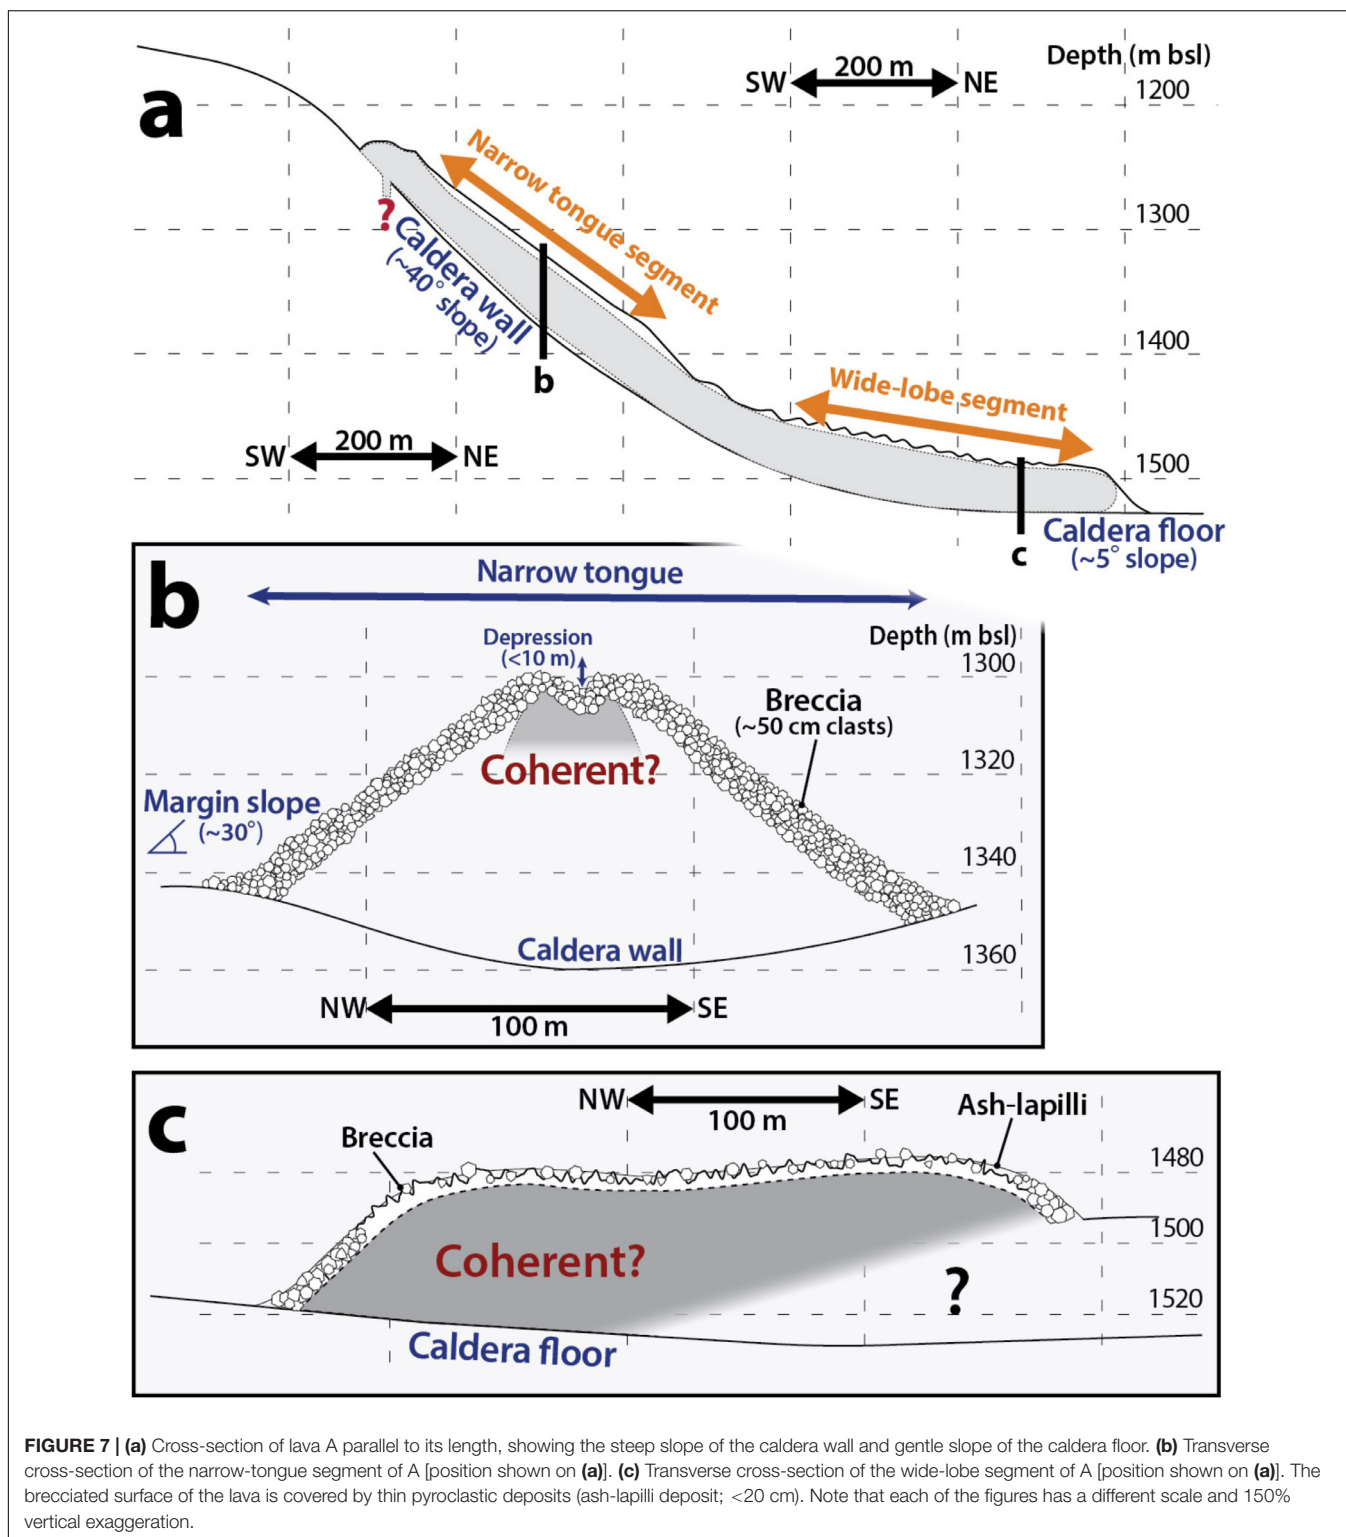 a
SW 200 m NE
Depth (m bsl)
1200
1300
1400
1500
Narrow tongue segment
?
Caldera wall
(~40° slope)
b
Wide-lobe segment
SW 200 m NE
c
Caldera floor
(~5° slope)
b
Narrow tongue
Depression
(<10 m)
Depth (m bsl)
1300
Breccia
(~50 cm clasts)
Coherent?
1320
Margin slope
(~30°)
1340
Caldera wall
1360
NW 100 m SE
c
NW 100 m SE
Ash-lapilli
Breccia
1480
1500
Coherent?
?
1520
Caldera floor
FIGURE 7 | (a) Cross-section of lava A parallel to its length, showing the steep slope of the caldera wall and gentle slope of the caldera floor. (b) Transverse
cross-section of the narrow-tongue segment of A [position shown on (a)]. (c) Transverse cross-section of the wide-lobe segment of A [position shown on (a)]. The
brecciated surface of the lava is covered by thin pyroclastic deposits (ash-lapilli deposit; <20 cm). Note that each of the figures has a different scale and 150%
vertical exaggeration.